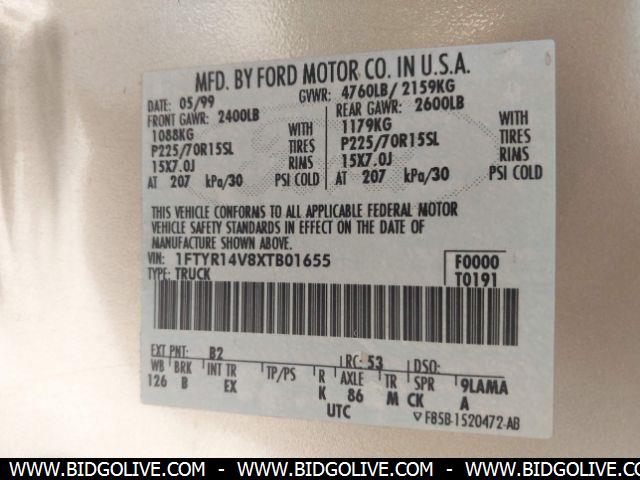 MFD. BY FORD MOTOR CO. IN U.S.A.
DATE: 05/99 GVWR: 4760LB/ 2159KG
FRONT GAWR: 2400LB REAR GAWR: 2600LB
1088KG WITH 1179KG WITH
P225/70R15SL TIRES P225/70R15SL TIRES
15X7.0J RIMS 15X7.0J RIMS
AT 207 kPa/30 PSI COLD AT 207 kPa/30 PSI COLD
THIS VEHICLE CONFORMS TO ALL APPLICABLE FEDERAL MOTOR
VEHICLE SAFETY STANDARDS IN EFFECT ON THE DATE OF
MANUFACTURE SHOWN ABOVE.
VIN: 1FTYR14V8XTB01655 F0000
TYPE: TRUCK T0191
EXT PNT: B2 RC: 53 DSO:
WB BRK INT TR TP/PS R AXLE TR SPR 9LAMA
126 B EX K 86 M CK A
UTC F85B-1520472-AB
WWW.BIDGOLIVE.COM - WWW.BIDGOLIVE.COM - WWW.BIDGOLIVE.COM